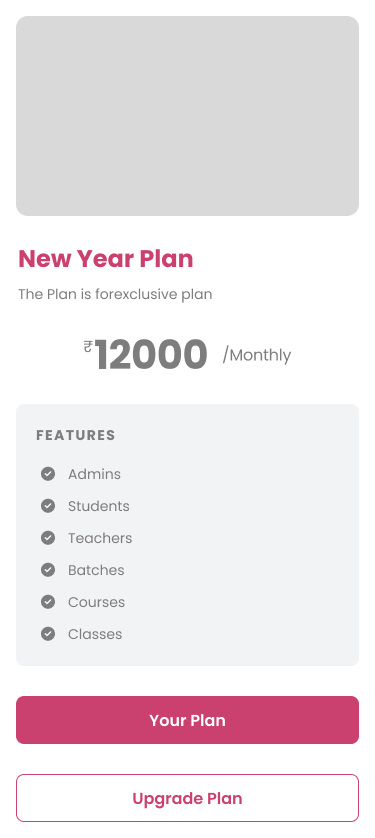 New Year Plan
The Plan is forexclusive plan
₹12000 /Monthly
FEATURES
Admins
Students
Teachers
Batches
Courses
Classes
Your Plan
Upgrade Plan